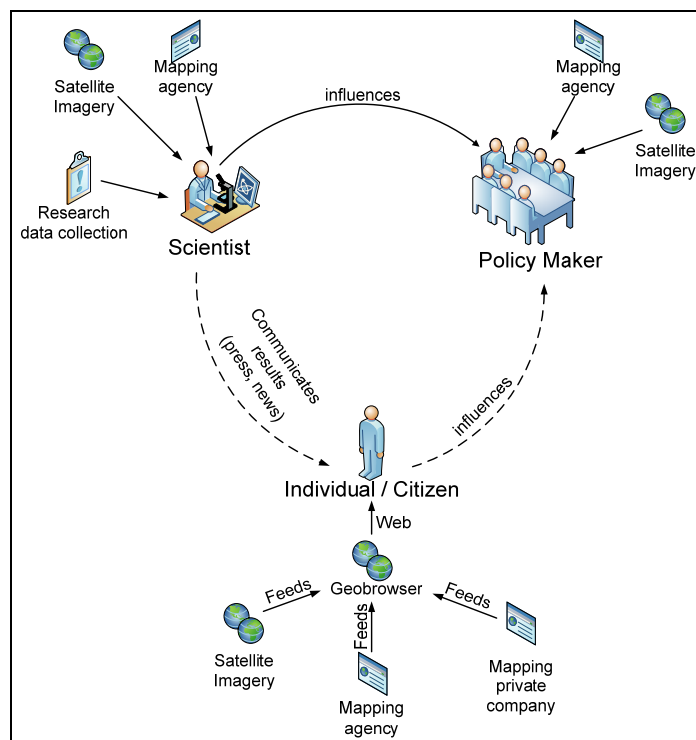 Satellite
Imagery
Mapping
agency
influences
Mapping
agency
Satellite
Imagery
Research
data collection
Scientist
Policy Maker
Communicates
results
(press, news)
influences
Individual / Citizen
Web
Geobrowser
Feeds
Feeds
Feeds
Satellite
Imagery
Mapping
agency
Mapping
private
company